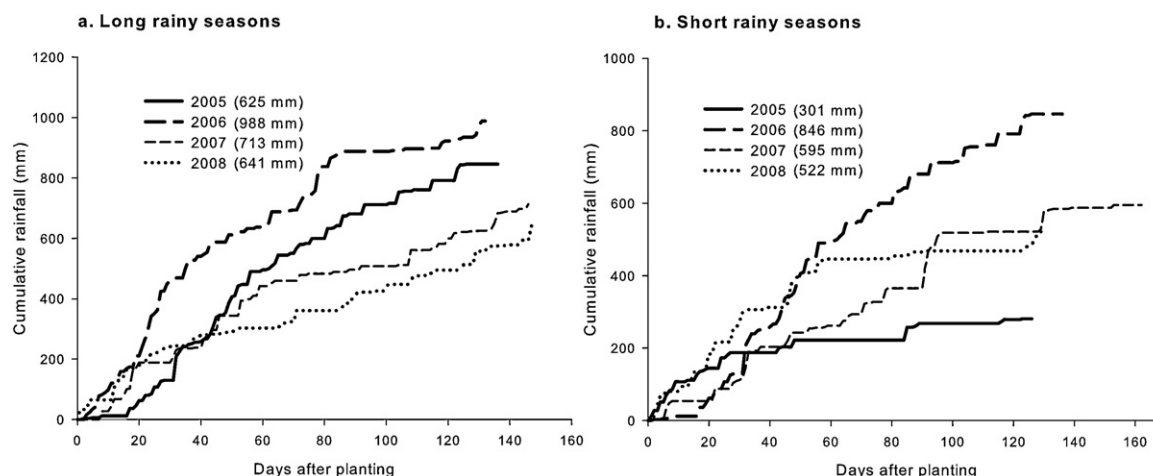 a. Long rainy seasons
1200
1000
800
600
400
200
0
Cumulative rainfall (mm)
2005 (625 mm)
2006 (988 mm)
2007 (713 mm)
2008 (641 mm)
0 20 40 60 80 100 120 140 160
Days after planting
b. Short rainy seasons
1000
800
600
400
200
0
Cumulative rainfall (mm)
2005 (301 mm)
2006 (846 mm)
2007 (595 mm)
2008 (522 mm)
0 20 40 60 80 100 120 140 160
Days after planting